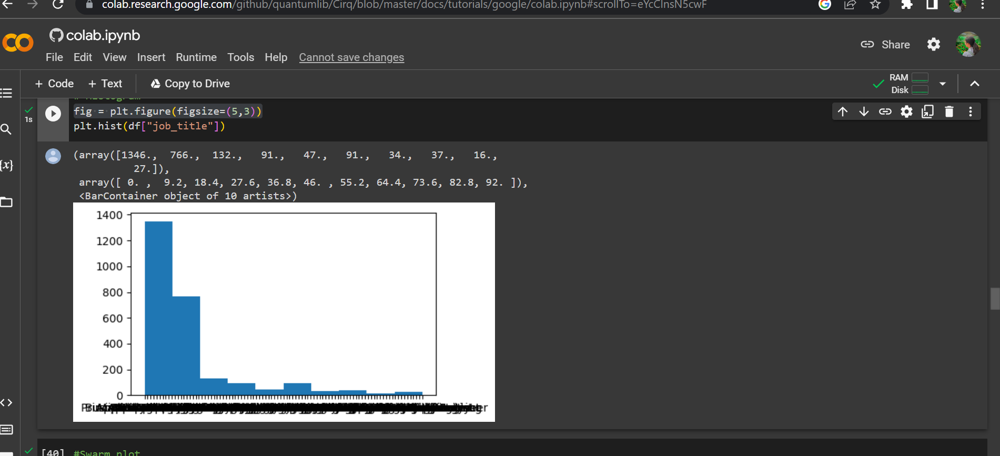 colab.research.google.com/github/quantumlib/Cirq/blob/master/docs/tutorials/google/colab.ipynb#scrollTo=eYcClnsN5cwF
colab.ipynb
Share
File Edit View Insert Runtime Tools Help Cannot save changes
+ Code + Text Copy to Drive
RAM
Disk
# Histogram
1s
fig = plt.figure(figsize=(5,3))
plt.hist(df["job_title"])
(array([1346., 766., 132., 91., 47., 91., 34., 37., 16.,
27.]),
{x}
array([ 0. , 9.2, 18.4, 27.6, 36.8, 46. , 55.2, 64.4, 73.6, 82.8, 92. ]),
<BarContainer object of 10 artists>)
1400
1200
1000
800
600
400
200
0
[40] #Swarm plot